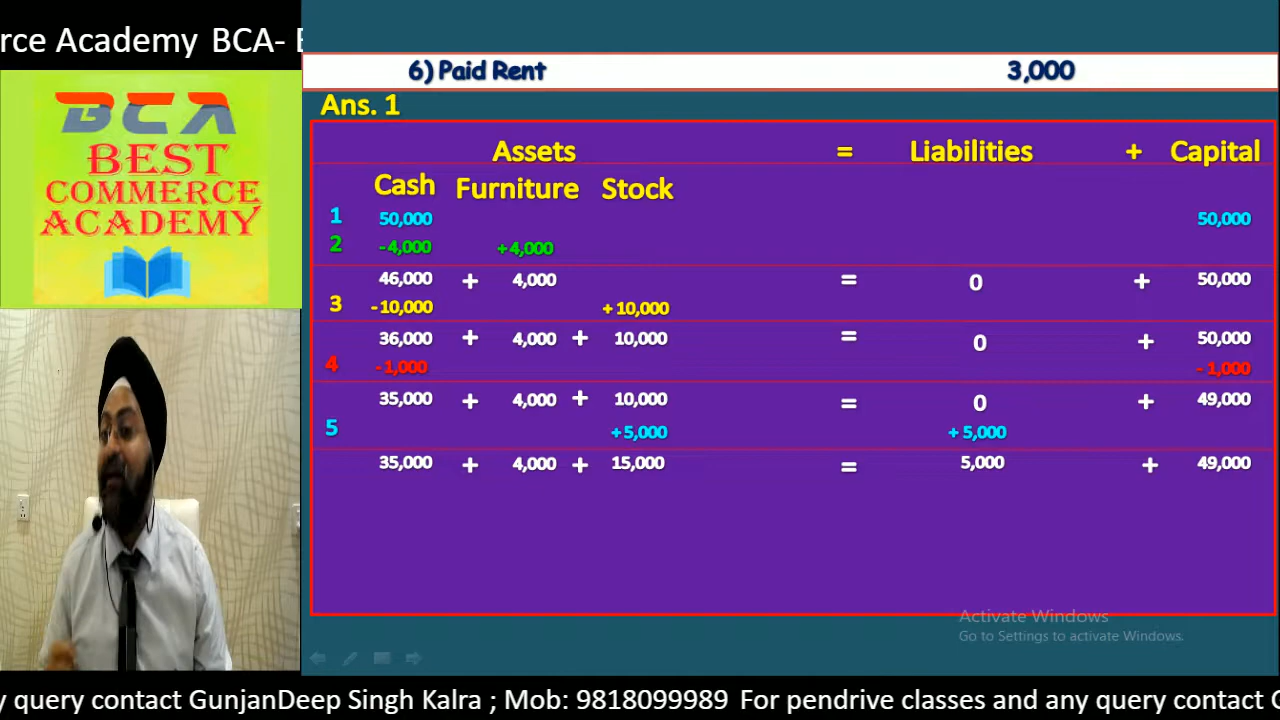 rce Academy BCA- E
BCA
BEST
COMMERCE
ACADEMY
6) Paid Rent 3,000
Ans. 1
Assets = Liabilities + Capital
Cash Furniture Stock
1 50,000 50,000
2 -4,000 +4,000
46,000 + 4,000 = 0 + 50,000
3 -10,000 +10,000
36,000 + 4,000 + 10,000 = 0 + 50,000
4 -1,000 -1,000
35,000 + 4,000 + 10,000 = 0 + 49,000
5 +5,000 +5,000
35,000 + 4,000 + 15,000 = 5,000 + 49,000
Activate Windows
Go to Settings to activate Windows.
y query contact GunjanDeep Singh Kalra ; Mob: 9818099989 For pendrive classes and any query contact G